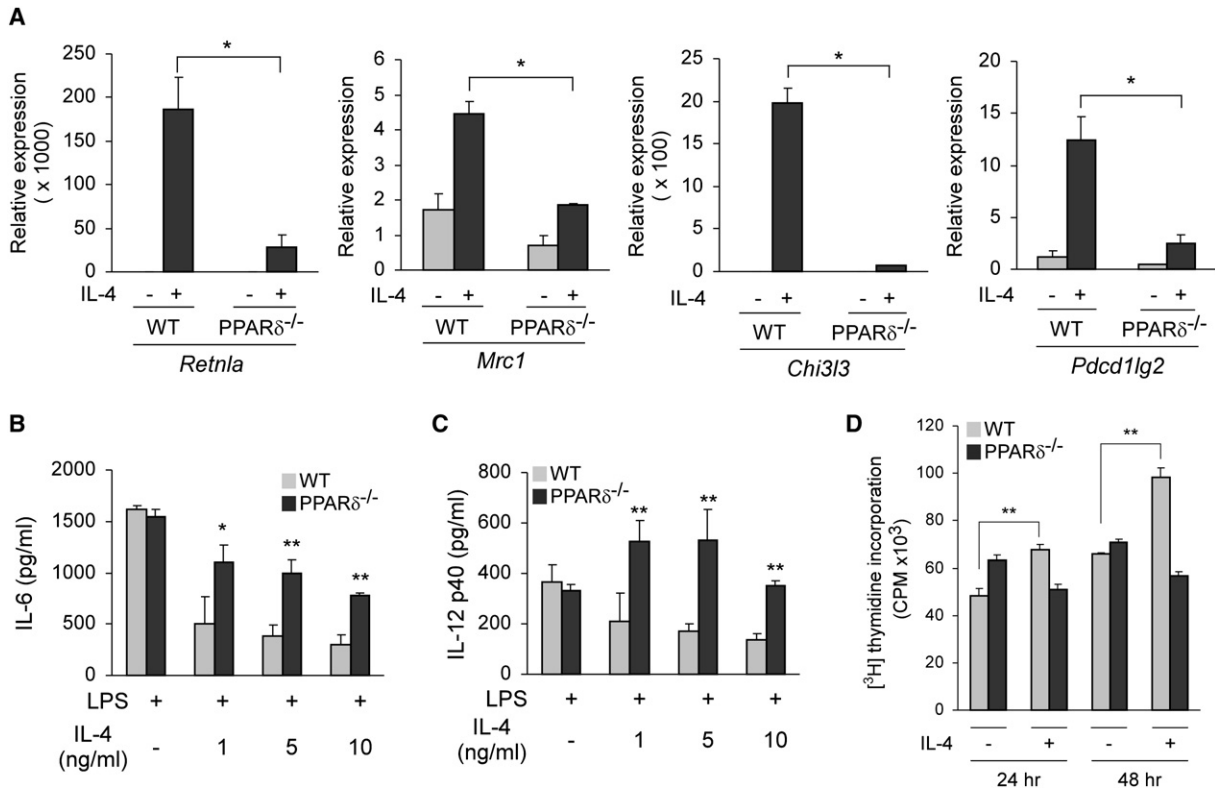 A
Relative expression
( x 1000)
250
200
150
100
50
0
*
IL-4 - + - +
WT PPARδ-/-
Retnla
Relative expression
6
5
4
3
2
1
0
*
IL-4 - + - +
WT PPARδ-/-
Mrc1
Relative expression
( x 100)
25
20
15
10
5
0
*
IL-4 - + - +
WT PPARδ-/-
Chi3l3
Relative expression
20
15
10
5
0
*
IL-4 - + - +
WT PPARδ-/-
Pdcd1lg2
B
IL-6 (pg/ml)
2000
1500
1000
500
0
WT
PPARδ-/-
* ** **
LPS + + + +
IL-4 - 1 5 10
(ng/ml)
C
IL-12 p40 (pg/ml)
800
600
400
200
0
WT
PPARδ-/-
** ** **
LPS + + + +
IL-4 - 1 5 10
(ng/ml)
D
[3H] thymidine incorporation
(CPM x103)
120
100
80
60
40
20
0
WT
PPARδ-/-
** **
IL-4 - + - +
24 hr 48 hr